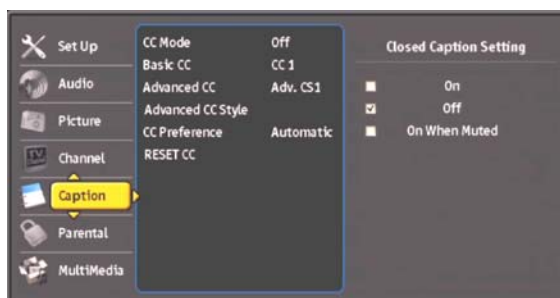 Set Up
Audio
Picture
Channel
Caption
Parental
MultiMedia
CC Mode Off
Basic CC CC 1
Advanced CC Adv. CS1
Advanced CC Style
CC Preference Automatic
RESET CC
Closed Caption Setting
On
Off
On When Muted